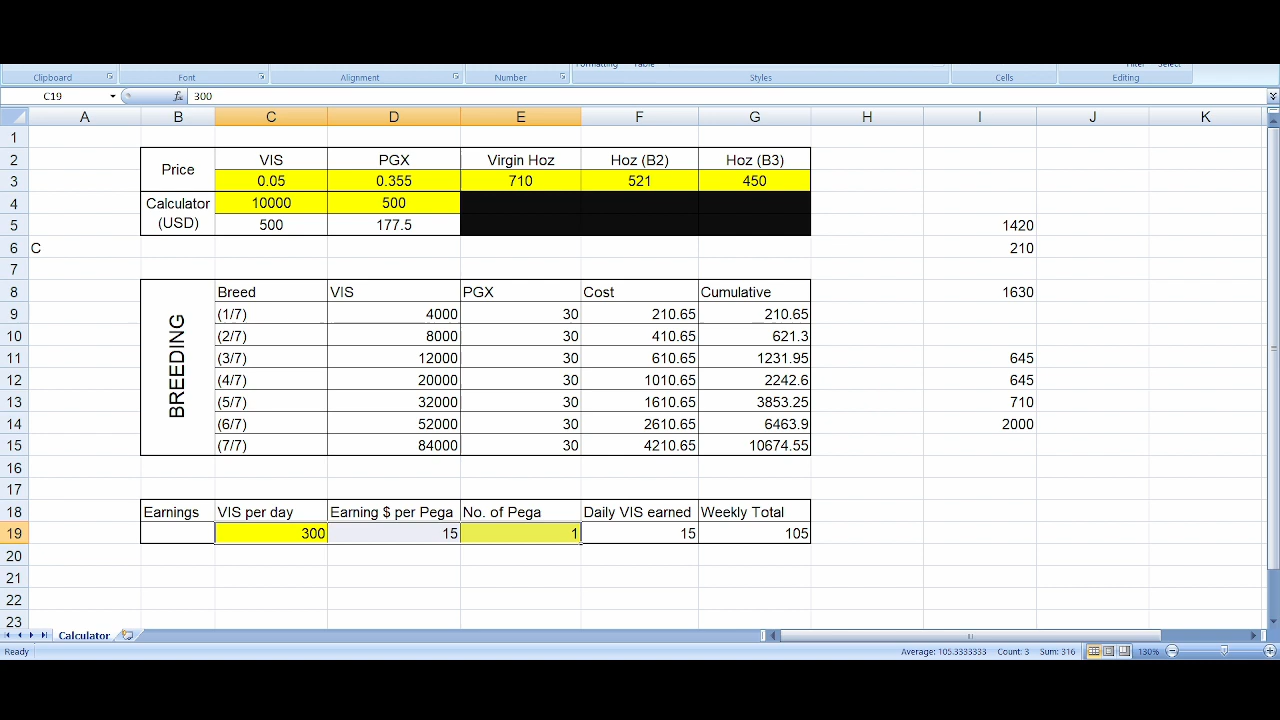 Formatting Table Filter Select
Clipboard Font Alignment Number Styles Cells Editing
C19 fx 300
A B C D E F G H I J K
1
2 Price VIS PGX Virgin Hoz Hoz (B2) Hoz (B3)
3 0.05 0.355 710 521 450
4 Calculator 10000 500
5 (USD) 500 177.5 1420
6 C 210
7
8 Breed VIS PGX Cost Cumulative 1630
BREEDING
9 (1/7) 4000 30 210.65 210.65
10 (2/7) 8000 30 410.65 621.3
11 (3/7) 12000 30 610.65 1231.95 645
12 (4/7) 20000 30 1010.65 2242.6 645
13 (5/7) 32000 30 1610.65 3853.25 710
14 (6/7) 52000 30 2610.65 6463.9 2000
15 (7/7) 84000 30 4210.65 10674.55
16
17
18 Earnings VIS per day Earning $ per Pega No. of Pega Daily VIS earned Weekly Total
19 300 15 1 15 105
20
21
22
23
Calculator
Ready Average: 105.3333333 Count: 3 Sum: 316 130%